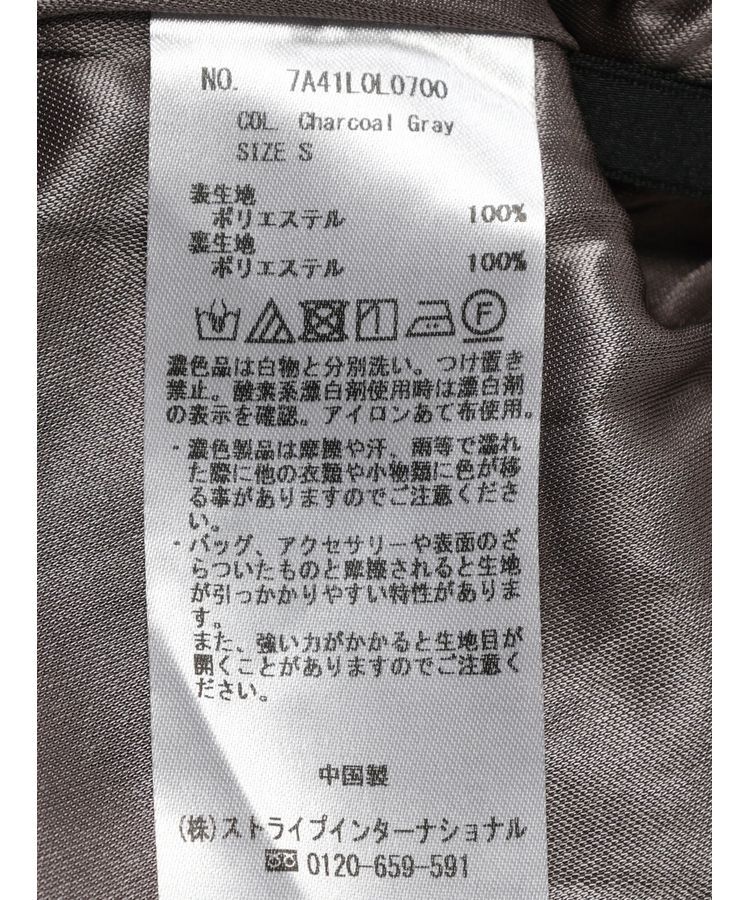 NO. 7A41L0L0700
COL. Charcoal Gray
SIZE S
表生地
ポリエステル 100%
裏生地
ポリエステル 100%
F
濃色品は白物と分別洗い。つけ置き
禁止。酸素系漂白剤使用時は漂白剤
の表示を確認。アイロンあて布使用。
・濃色製品は摩擦や汗、雨等で濡れ
た際に他の衣類や小物類に色が移
る事がありますのでご注意くださ
い。
・バッグ、アクセサリーや表面のざ
らついたものと摩擦されると生地
が引っかかりやすい特性がありま
す。
また、強い力がかかると生地目が
開くことがありますのでご注意く
ださい。
中国製
(株)ストライプインターナショナル
0120-659-591